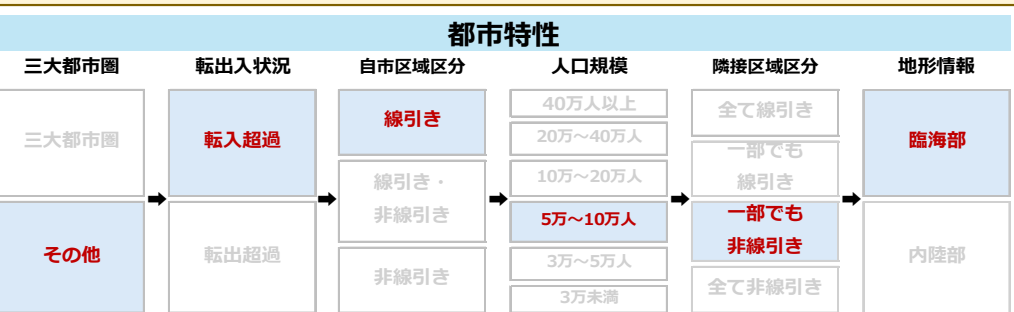 都市特性
三大都市圏
転出入状況
自市区域区分
人口規模
隣接区域区分
地形情報
三大都市圏
その他
転入超過
転出超過
線引き
線引き・
非線引き
非線引き
40万人以上
20万～40万人
10万～20万人
5万～10万人
3万～5万人
3万未満
全て線引き
一部でも
線引き
一部でも
非線引き
全て非線引き
臨海部
内陸部